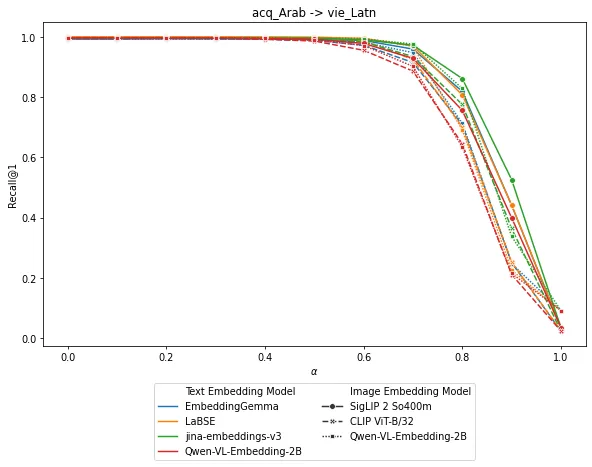 acq_Arab -> vie_Latn
Recall@1
1.0
0.8
0.6
0.4
0.2
0.0
0.0 0.2 0.4 0.6 0.8 1.0
α
Text Embedding Model
EmbeddingGemma
LaBSE
jina-embeddings-v3
Qwen-VL-Embedding-2B
Image Embedding Model
SigLIP 2 So400m
CLIP ViT-B/32
Qwen-VL-Embedding-2B